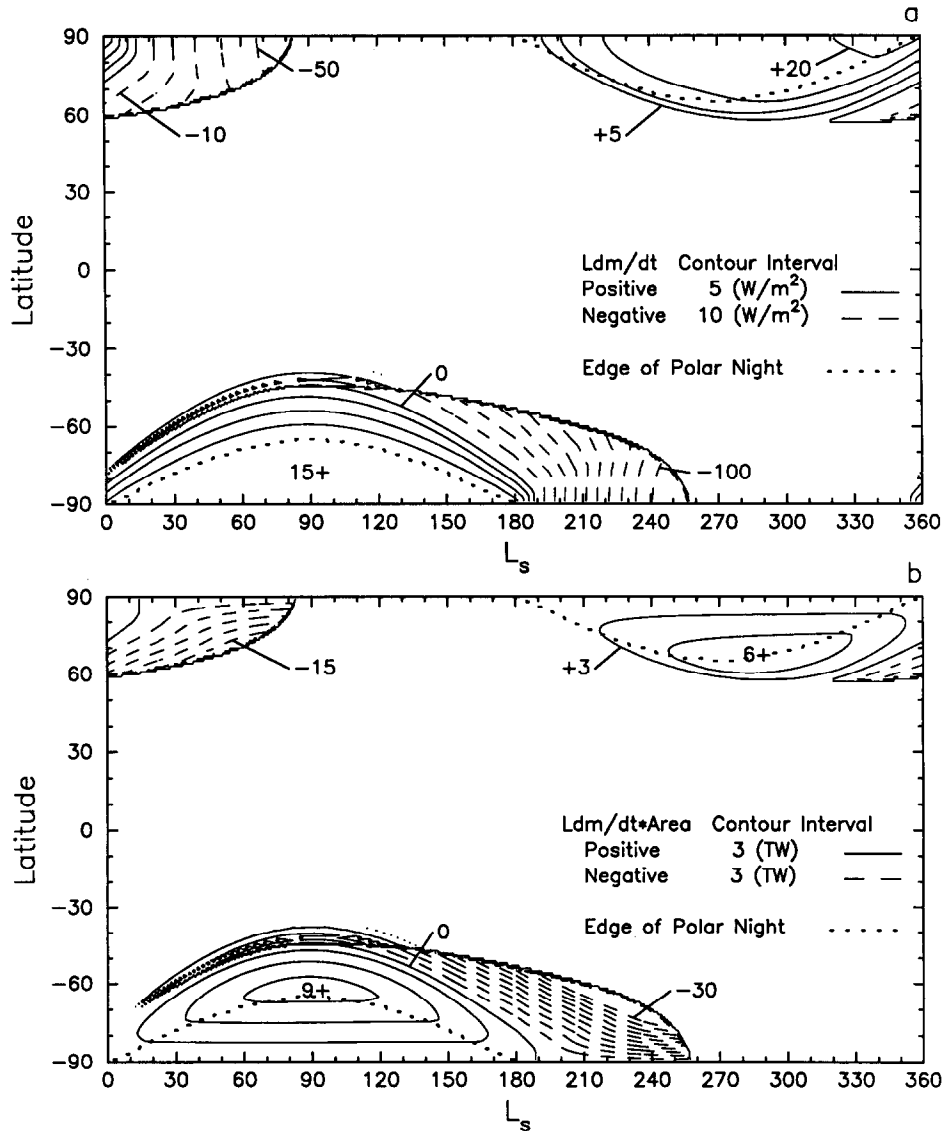 a
90
60
30
0
-30
-60
-90
Latitude
-50
-10
+20
+5
Ldm/dt Contour Interval
Positive 5 (W/m²)
Negative 10 (W/m²)
Edge of Polar Night
0
15+
-100
0 30 60 90 120 150 180 210 240 270 300 330 360
Ls
b
90
60
30
0
-30
-60
-90
Latitude
-15
+3
6+
Ldm/dt*Area Contour Interval
Positive 3 (TW)
Negative 3 (TW)
Edge of Polar Night
0
9+
-30
0 30 60 90 120 150 180 210 240 270 300 330 360
Ls